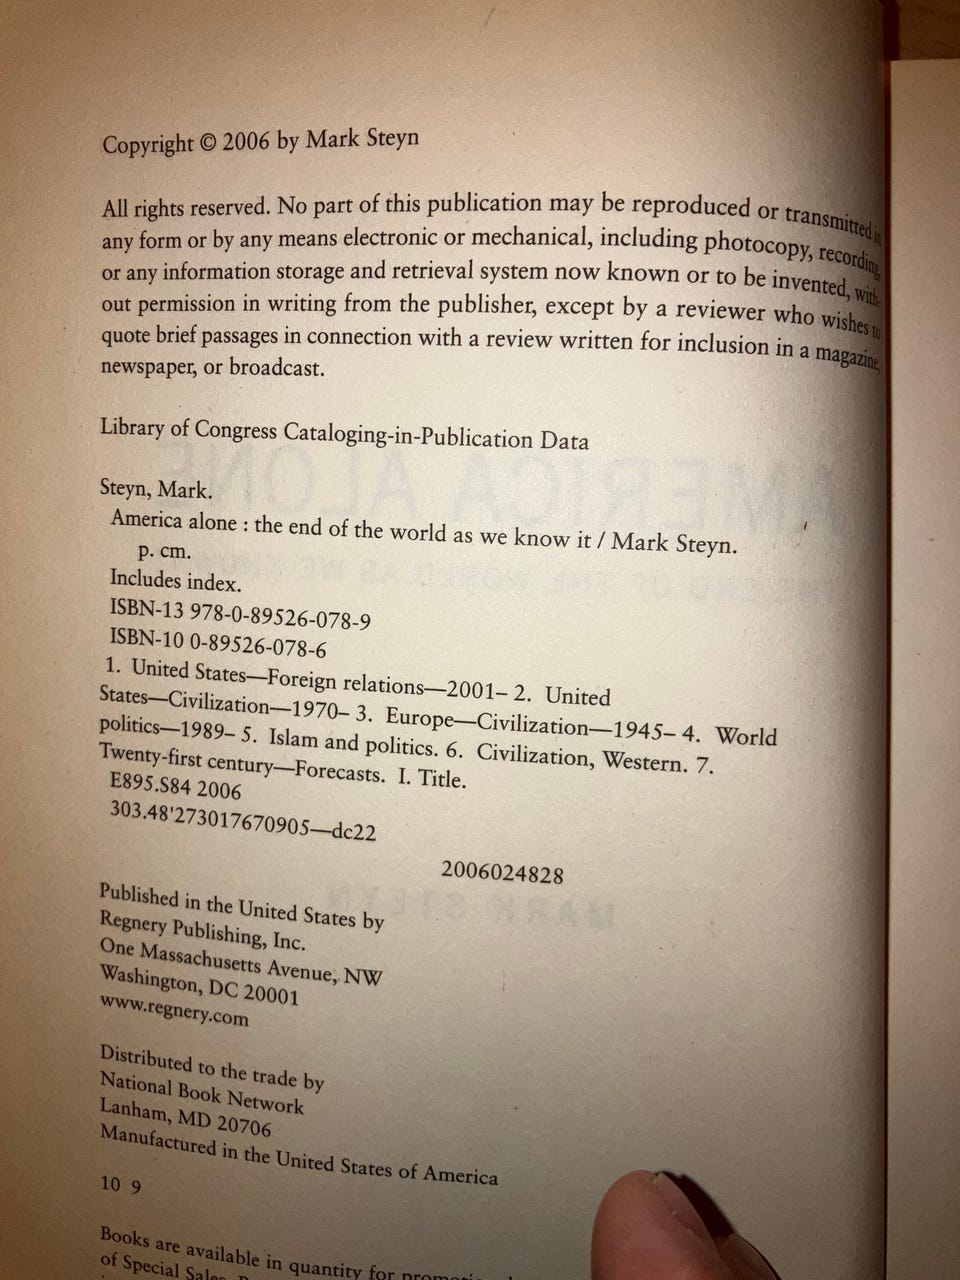 Copyright © 2006 by Mark Steyn
All rights reserved. No part of this publication may be reproduced or transmitted in
any form or by any means electronic or mechanical, including photocopy, recording,
or any information storage and retrieval system now known or to be invented, with-
out permission in writing from the publisher, except by a reviewer who wishes to
quote brief passages in connection with a review written for inclusion in a magazine,
newspaper, or broadcast.
Library of Congress Cataloging-in-Publication Data
Steyn, Mark.
America alone : the end of the world as we know it / Mark Steyn.
p. cm.
Includes index.
ISBN-13 978-0-89526-078-9
ISBN-10 0-89526-078-6
1. United States—Foreign relations—2001– 2. United
States—Civilization—1970– 3. Europe—Civilization—1945– 4. World
politics—1989– 5. Islam and politics. 6. Civilization, Western. 7.
Twenty-first century—Forecasts. I. Title.
E895.S84 2006
303.48'273017670905—dc22
2006024828
Published in the United States by
Regnery Publishing, Inc.
One Massachusetts Avenue, NW
Washington, DC 20001
www.regnery.com
Distributed to the trade by
National Book Network
Lanham, MD 20706
Manufactured in the United States of America
10 9
Books are available in quantity for
of Special Sales